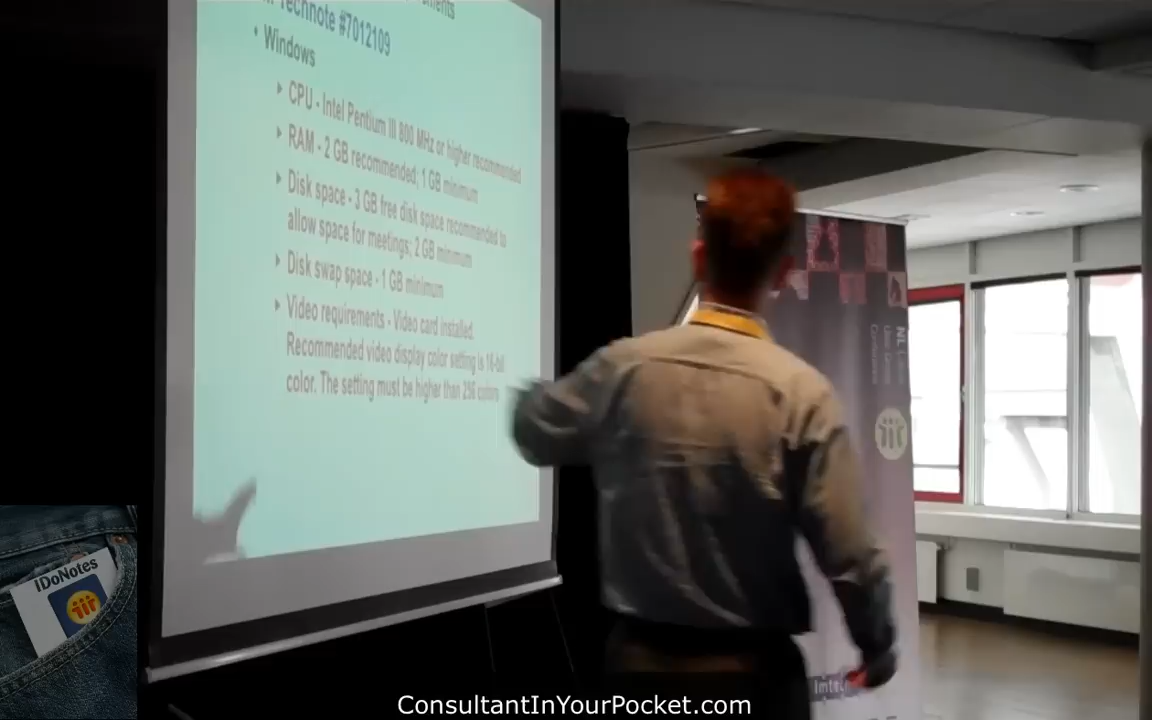 Technote #7012109
• Windows
CPU - Intel Pentium III 800 MHz or higher recommended
RAM - 2 GB recommended; 1 GB minimum
Disk space - 3 GB free disk space recommended to
allow space for meetings; 2 GB minimum
Disk swap space - 1 GB minimum
Video requirements - Video card installed.
Recommended video display color setting is 16-bit
color. The setting must be higher than 256 colors
NL
IDoNotes
ConsultantInYourPocket.com